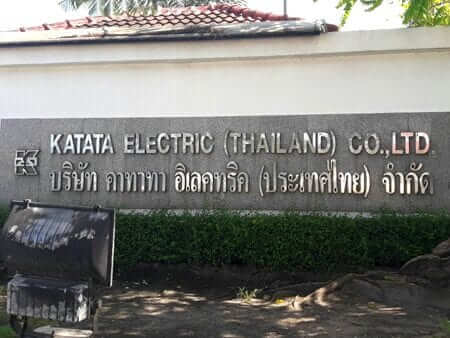 KATATA ELECTRIC (THAILAND) CO.,LTD.
บริษัท คาทาทา อิเลคทริค (ประเทศไทย) จำกัด